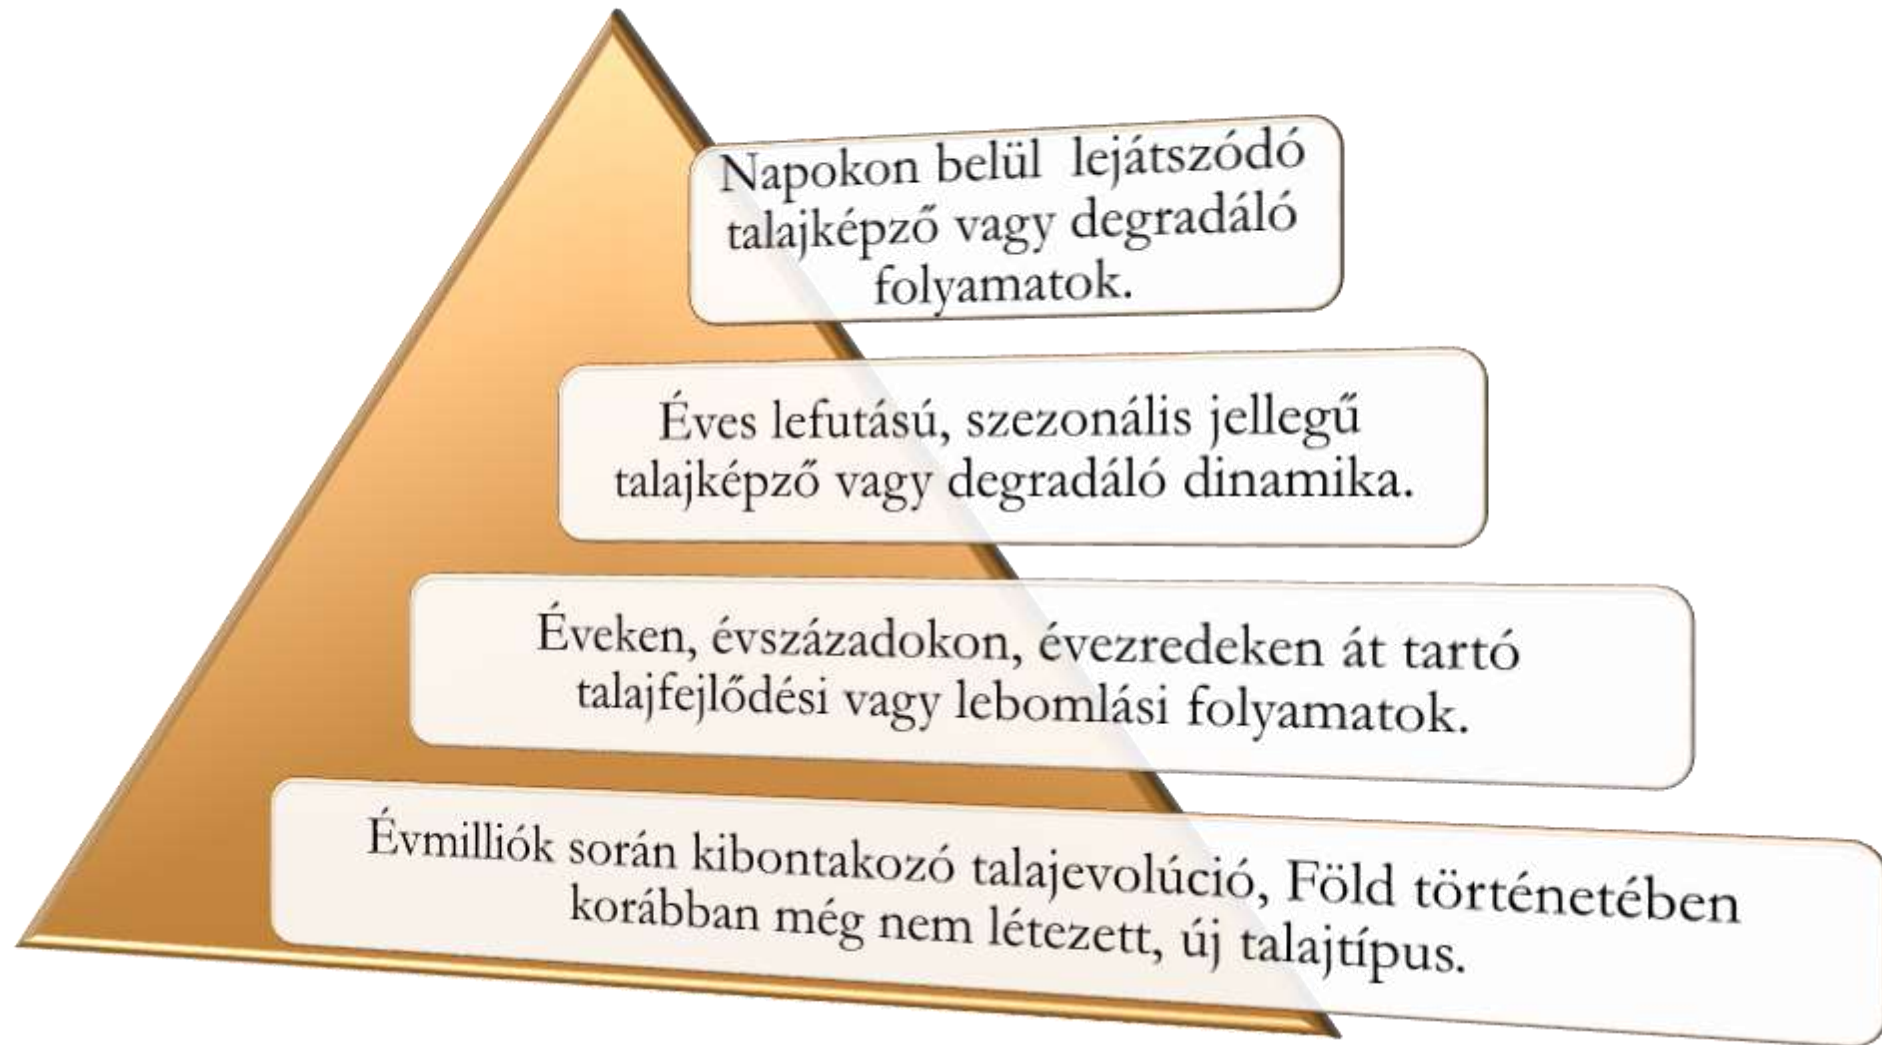 Napokon belül lejátszódó
talajképző vagy degradáló
folyamatok.
Éves lefutású, szezonális jellegű
talajképző vagy degradáló dinamika.
Éveken, évszázadokon, évezredeken át tartó
talajfejlődési vagy lebomlási folyamatok.
Évmilliók során kibontakozó talajevolúció, Föld történetében
korábban még nem létezett, új talajtípus.